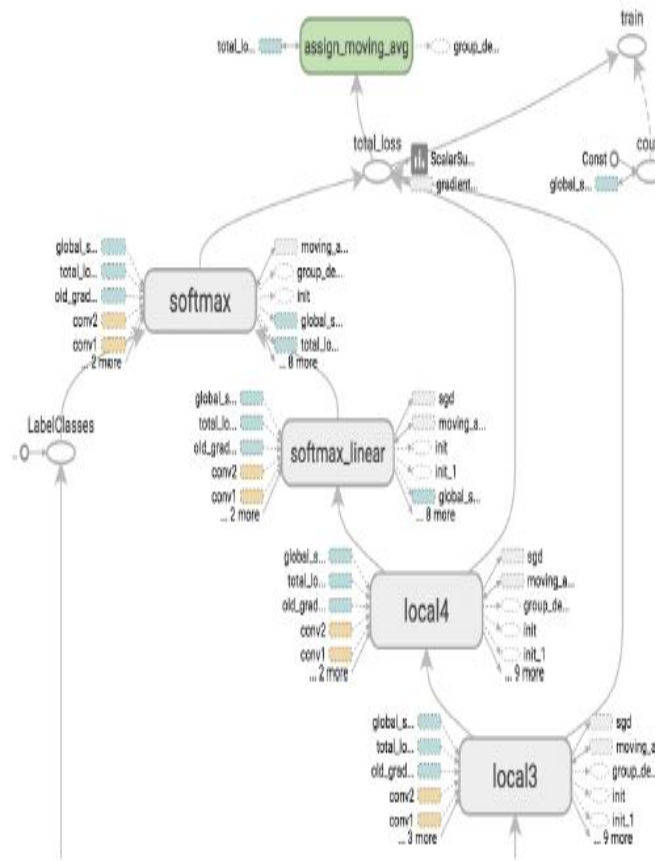 train
total_lo...
assign_moving_avg
group_de...
total_loss
cou
ScalarSu...
Const
gradient...
global_s...
global_s...
moving_a...
total_lo...
group_de...
old_grad...
softmax
init
conv2
global_s...
conv1
total_lo...
... 2 more
... 8 more
global_s...
sgd
LabelClasses
total_lo...
moving_a...
old_grad...
softmax_linear
init
conv2
init_1
conv1
global_s...
... 2 more
... 8 more
global_s...
sgd
total_lo...
moving_a...
old_grad...
local4
group_de...
conv2
init
conv1
init_1
... 2 more
... 9 more
global_s...
sgd
total_lo...
moving_a
old_grad...
local3
group_de...
conv2
init
conv1
init_1
... 3 more
... 9 more